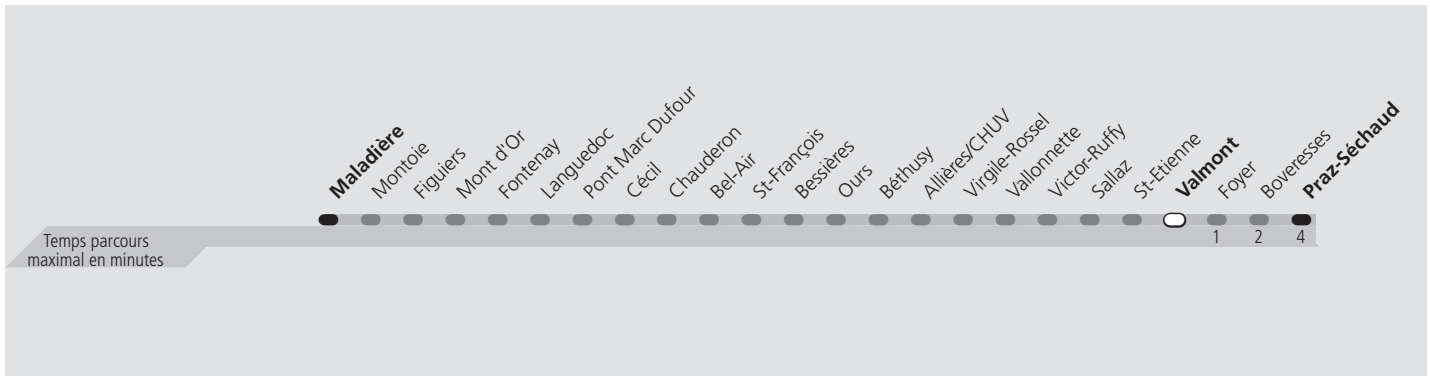 Maladière
Montoie
Figuiers
Mont d'Or
Fontenay
Languedoc
Pont Marc Dufour
Cécil
Chauderon
Bel-Air
St-François
Bessières
Ours
Béthusy
Allières/CHUV
Virgile-Rossel
Vallonnette
Victor-Ruffy
Sallaz
St-Etienne
Valmont
Foyer
Boveresses
Praz-Séchaud
Temps parcours
maximal en minutes
1 2 4